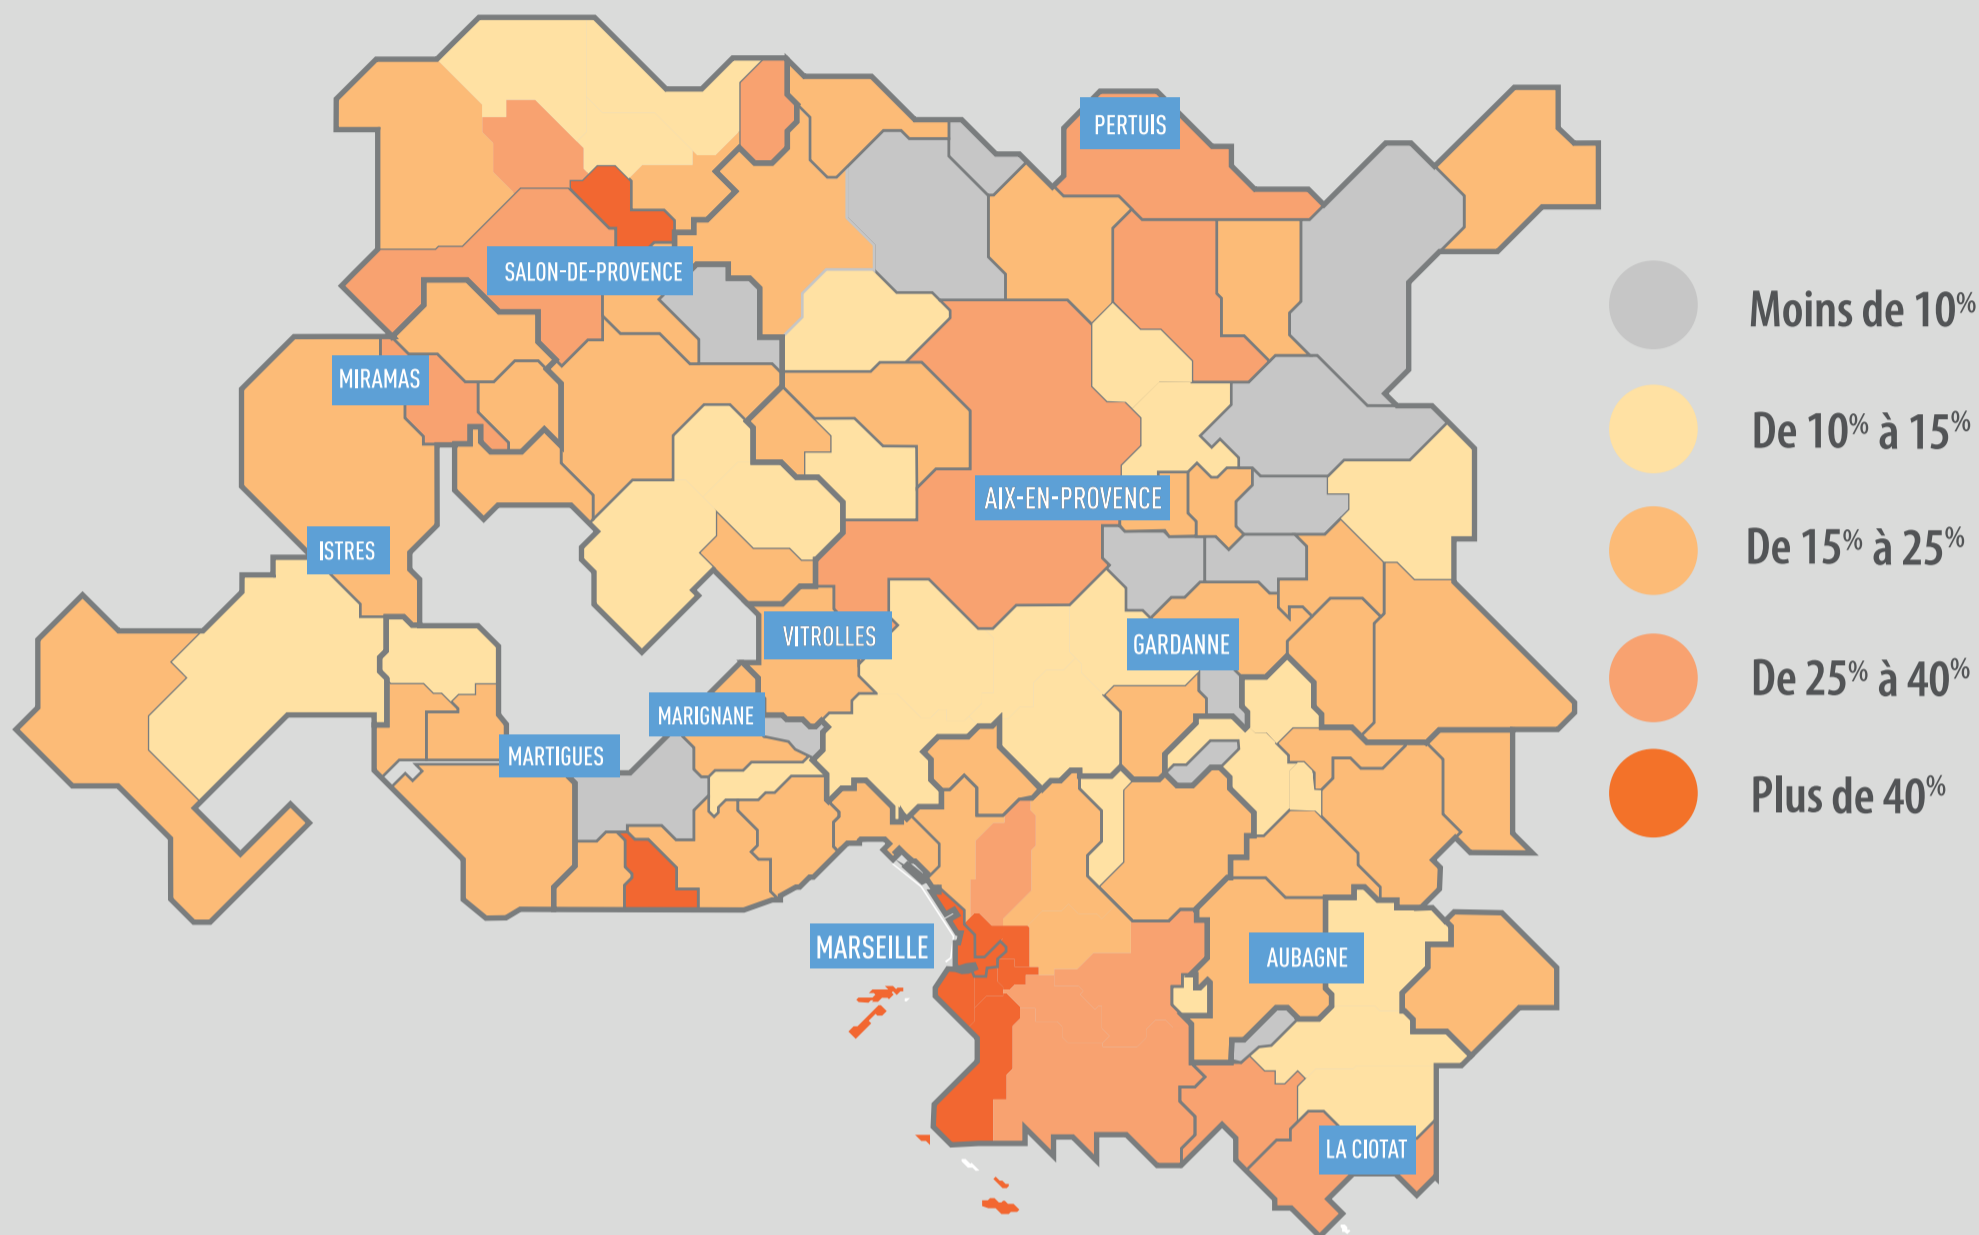 PERTUIS
SALON-DE-PROVENCE
MIRAMAS
AIX-EN-PROVENCE
ISTRES
VITROLLES
GARDANNE
MARIGNANE
MARTIGUES
MARSEILLE
AUBAGNE
LA CIOTAT
Moins de 10%
De 10% à 15%
De 15% à 25%
De 25% à 40%
Plus de 40%